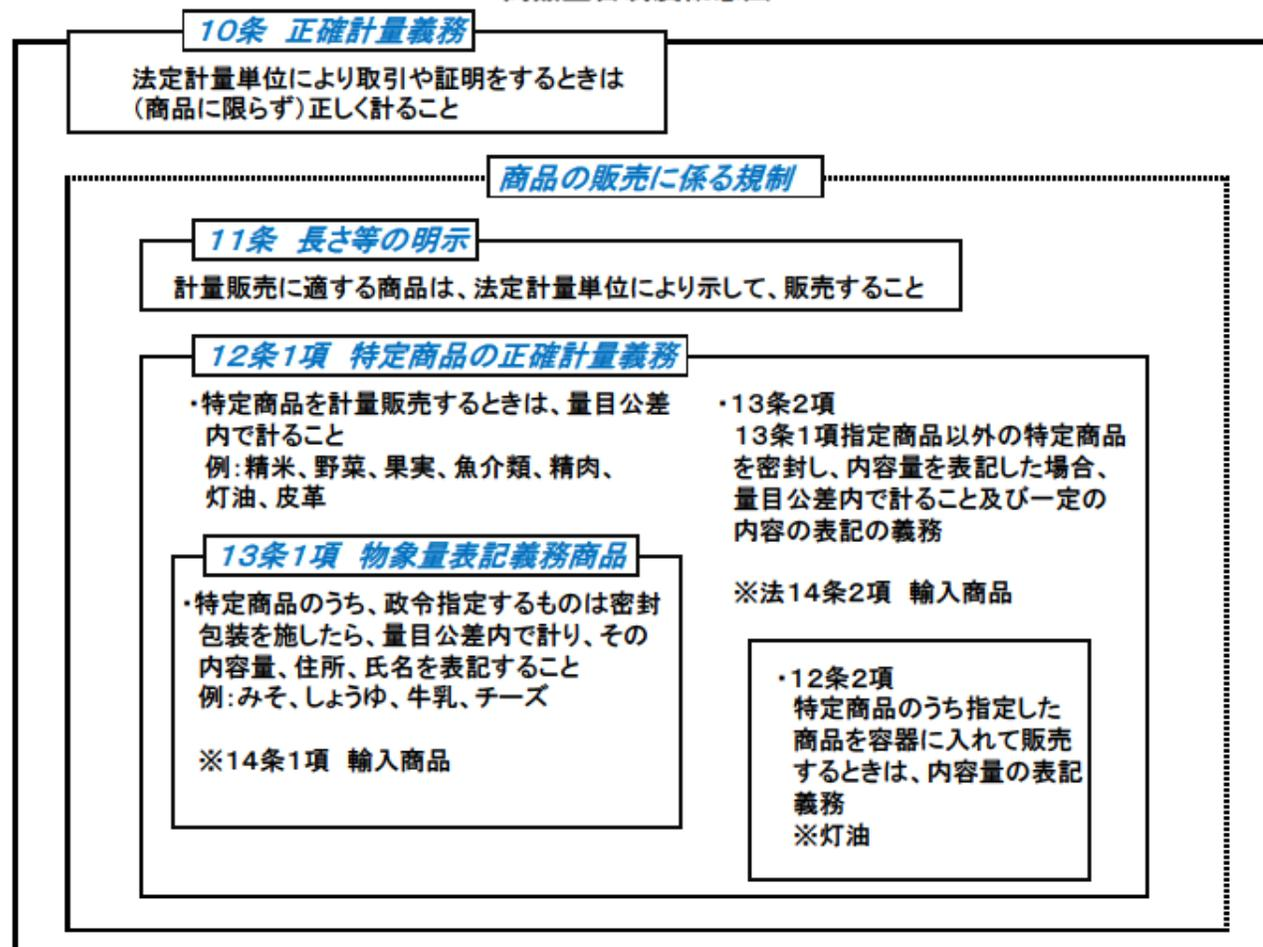 10条 正確計量義務
法定計量単位により取引や証明をするときは
(商品に限らず)正しく計ること
商品の販売に係る規制
11条 長さ等の明示
計量販売に適する商品は、法定計量単位により示して、販売すること
12条1項 特定商品の正確計量義務
・特定商品を計量販売するときは、量目公差
内で計ること
例:精米、野菜、果実、魚介類、精肉、
灯油、皮革
13条1項 物象量表記義務商品
・特定商品のうち、政令指定するものは密封
包装を施したら、量目公差内で計り、その
内容量、住所、氏名を表記すること
例:みそ、しょうゆ、牛乳、チーズ
※14条1項 輸入商品
・13条2項
13条1項指定商品以外の特定商品
を密封し、内容量を表記した場合、
量目公差内で計ること及び一定の
内容の表記の義務
※法14条2項 輸入商品
・12条2項
特定商品のうち指定した
商品を容器に入れて販売
するときは、内容量の表記
義務
※灯油